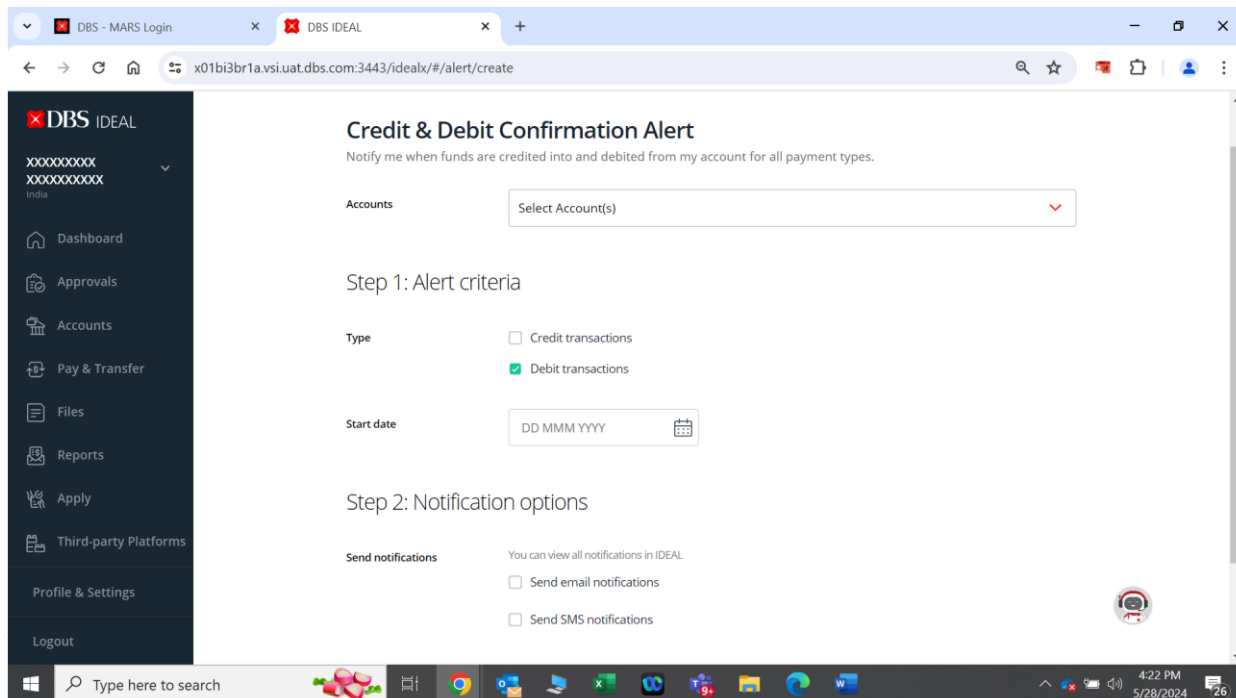 DBS - MARS Login
DBS IDEAL
x01bi3br1a.vsi.uat.dbs.com:3443/idealx/#/alert/create
DBS IDEAL
XXXXXXXXX
XXXXXXXXXX
India
Dashboard
Approvals
Accounts
Pay & Transfer
Files
Reports
Apply
Third-party Platforms
Profile & Settings
Logout
Credit & Debit Confirmation Alert
Notify me when funds are credited into and debited from my account for all payment types.
Accounts
Select Account(s)
Step 1: Alert criteria
Type
Credit transactions
Debit transactions
Start date
DD MMM YYYY
Step 2: Notification options
Send notifications
You can view all notifications in IDEAL
Send email notifications
Send SMS notifications
Type here to search
9+
4:22 PM
5/28/2024
26